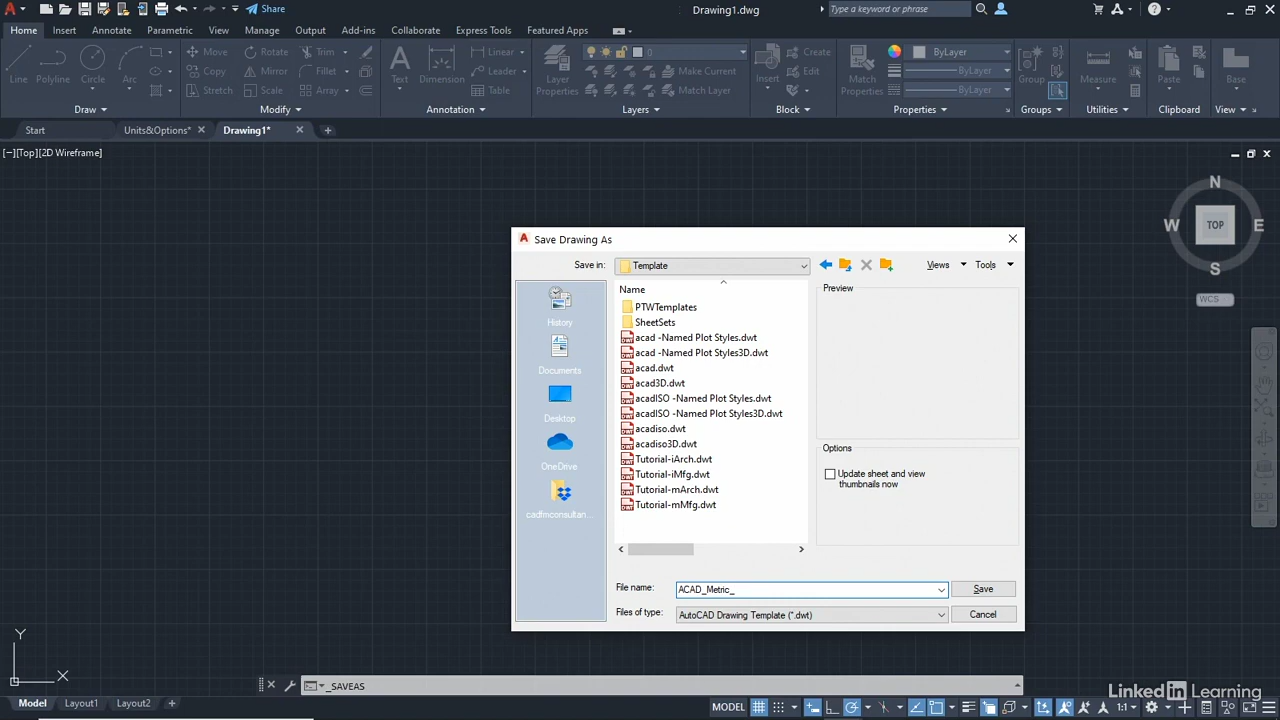 Share
Drawing1.dwg
Type a keyword or phrase
Home Insert Annotate Parametric View Manage Output Add-ins Collaborate Express Tools Featured Apps
Line Polyline Circle Arc
Move Rotate Trim
Copy Mirror Fillet
Stretch Scale Array
Text Dimension
Linear
Leader
Table
Layer Properties
0
Make Current
Match Layer
Insert
Create
Edit
Match Properties
ByLayer
ByLayer
ByLayer
Group
Measure
Paste
Base
Draw Modify Annotation Layers Block Properties Groups Utilities Clipboard View
Start Units&Options* Drawing1*
[−][Top][2D Wireframe]
N
W TOP E
S
WCS
Save Drawing As
Save in: Template
Views Tools
Name
Preview
PTWTemplates
SheetSets
acad -Named Plot Styles.dwt
acad -Named Plot Styles3D.dwt
acad.dwt
acad3D.dwt
acadISO -Named Plot Styles.dwt
acadISO -Named Plot Styles3D.dwt
acadiso.dwt
acadiso3D.dwt
Tutorial-iArch.dwt
Tutorial-iMfg.dwt
Tutorial-mArch.dwt
Tutorial-mMfg.dwt
History
Documents
Desktop
OneDrive
cadfmconsultan...
Options
Update sheet and view
thumbnails now
File name: ACAD_Metric_
Save
Files of type: AutoCAD Drawing Template (*.dwt)
Cancel
Y
X
_SAVEAS
LinkedIn Learning
Model Layout1 Layout2
MODEL
1:1